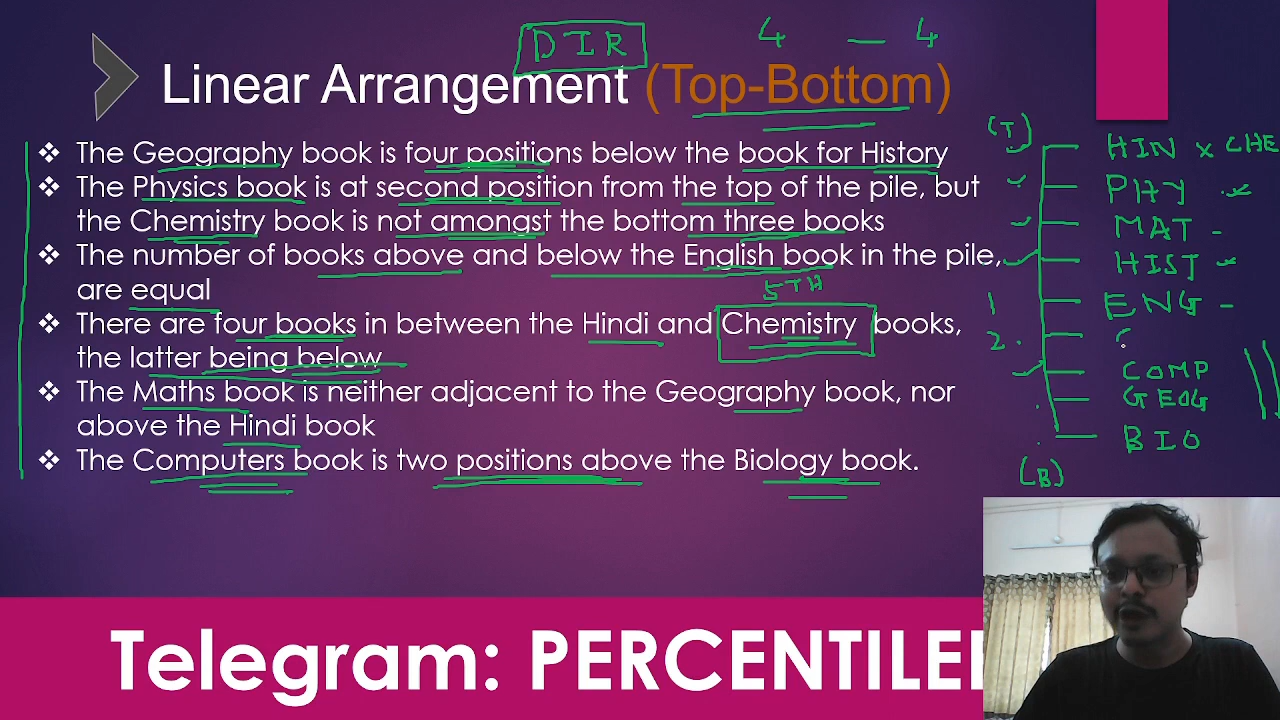 DIR 4 — 4
Linear Arrangement (Top-Bottom)
❖ The Geography book is four positions below the book for History
❖ The Physics book is at second position from the top of the pile, but
the Chemistry book is not amongst the bottom three books
❖ The number of books above and below the English book in the pile,
are equal
5TH
❖ There are four books in between the Hindi and Chemistry books,
the latter being below
❖ The Maths book is neither adjacent to the Geography book, nor
above the Hindi book
❖ The Computers book is two positions above the Biology book.
(T)
HIN x CHE
PHY
MAT -
HIST
1 ENG -
2. C
COMP
GEOG
BIO
(B)
Telegram: PERCENTILE